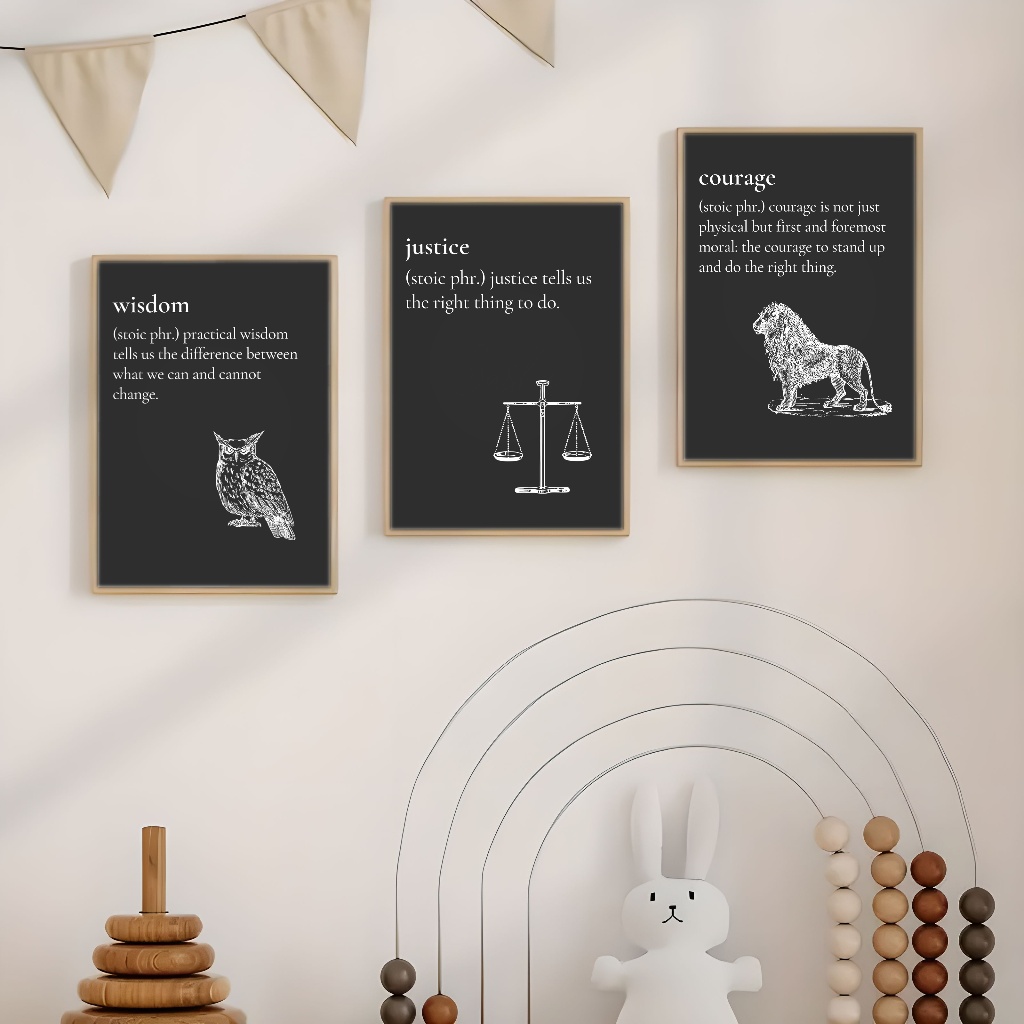 wisdom
(stoic phr.) practical wisdom
tells us the difference between
what we can and cannot
change.
justice
(stoic phr.) justice tells us
the right thing to do.
courage
(stoic phr.) courage is not just
physical but first and foremost
moral: the courage to stand up
and do the right thing.